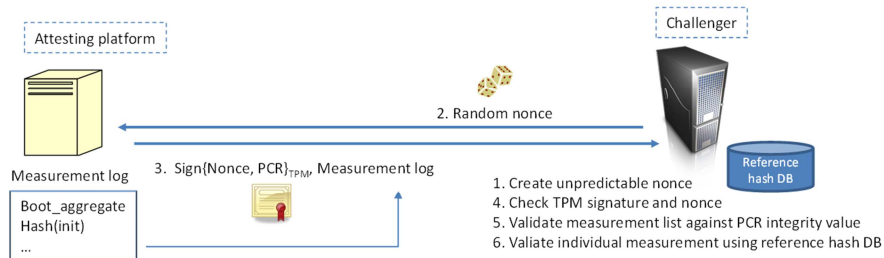 Attesting platform
Challenger
2. Random nonce
3. Sign{Nonce, PCR}TPM, Measurement log
Measurement log
Boot_aggregate
Hash(init)
...
Reference
hash DB
1. Create unpredictable nonce
4. Check TPM signature and nonce
5. Validate measurement list against PCR integrity value
6. Valiate individual measurement using reference hash DB